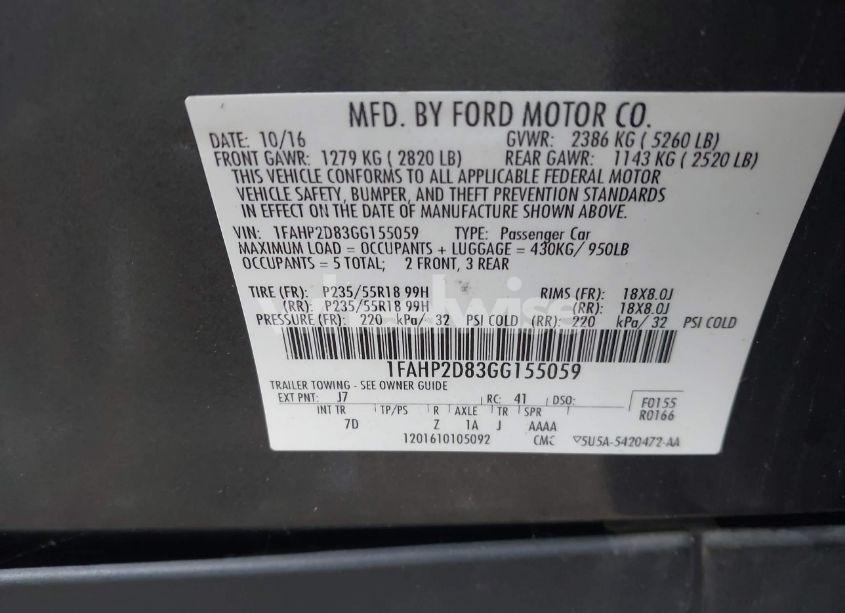 MFD. BY FORD MOTOR CO.
DATE: 10/16 GVWR: 2386 KG ( 5260 LB)
FRONT GAWR: 1279 KG ( 2820 LB) REAR GAWR: 1143 KG ( 2520 LB)
THIS VEHICLE CONFORMS TO ALL APPLICABLE FEDERAL MOTOR
VEHICLE SAFETY, BUMPER, AND THEFT PREVENTION STANDARDS
IN EFFECT ON THE DATE OF MANUFACTURE SHOWN ABOVE.
VIN: 1FAHP2D83GG155059 TYPE: Passenger Car
MAXIMUM LOAD = OCCUPANTS + LUGGAGE = 430KG/ 950LB
OCCUPANTS = 5 TOTAL; 2 FRONT, 3 REAR
TIRE (FR): P235/55R18 99H RIMS (FR): 18X8.0J
(RR): P235/55R18 99H (RR): 18X8.0J
PRESSURE (FR): 220 kPa/ 32 PSI COLD (RR): 220 kPa/ 32 PSI COLD
1FAHP2D83GG155059
TRAILER TOWING - SEE OWNER GUIDE
EXT PNT: J7 RC: 41 DSO: F0155
INT TR TP/PS R AXLE TR SPR R0166
7D Z 1A J AAAA
1201610105092 CMC ▽5U5A-5420472-AA